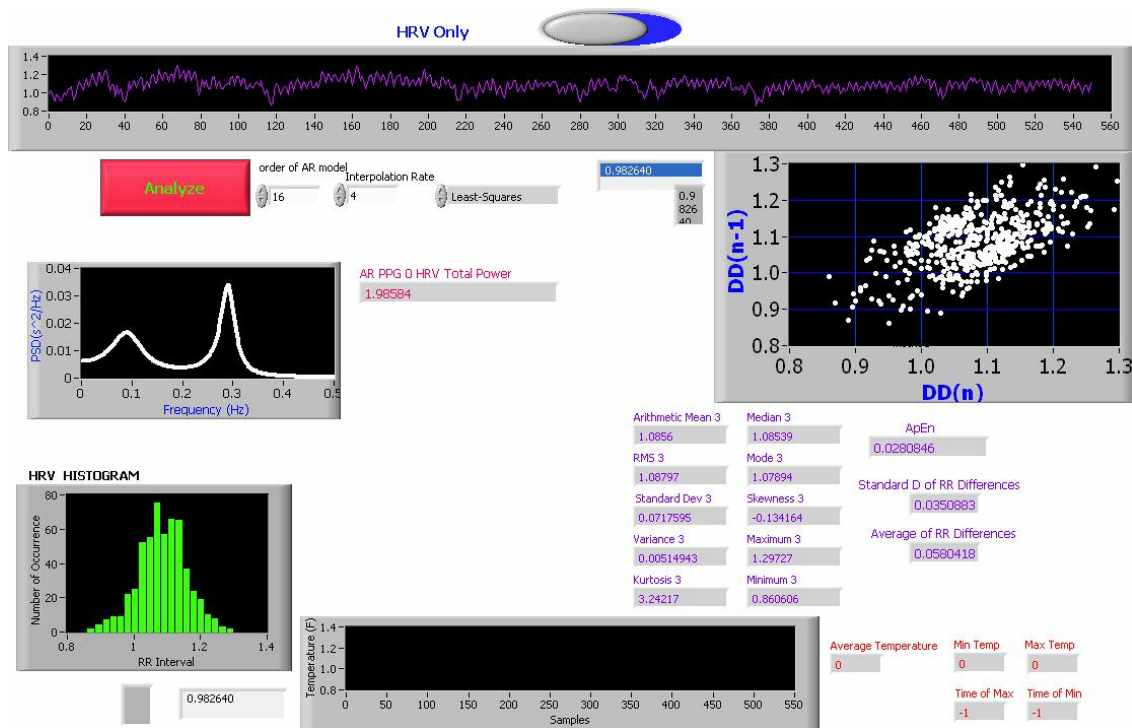 HRV Only
1.4
1.2
1.0
0.8
0 20 40 60 80 100 120 140 160 180 200 220 240 260 280 300 320 340 360 380 400 420 440 460 480 500 520 540 560
Analyze
order of AR model
16
Interpolation Rate
4
Least-Squares
0.982640
0.9
826
40
1.3
1.2
1.1
1.0
0.9
0.8
DD(n-1)
0.8 0.9 1.0 1.1 1.2 1.3
DD(n)
0.04
0.03
0.02
0.01
0
PSD(s^2/Hz)
0 0.1 0.2 0.3 0.4 0.5
Frequency (Hz)
AR PPG 0 HRV Total Power
1.98584
Arithmetic Mean 3
1.0856
Median 3
1.08539
RMS 3
1.08797
Mode 3
1.07894
Standard Dev 3
0.0717595
Skewness 3
-0.134164
Variance 3
0.00514943
Maximum 3
1.29727
Kurtosis 3
3.24217
Minimum 3
0.860606
ApEn
0.0280846
Standard D of RR Differences
0.0350883
Average of RR Differences
0.0580418
HRV HISTOGRAM
80
60
40
20
0
Number of Occurrence
0.8 1 1.2 1.4
RR Interval
0.982640
1.4
1.2
1.0
0.8
Temperature (F)
0 50 100 150 200 250 300 350 400 450 500 550
Samples
Average Temperature
0
Min Temp
0
Max Temp
0
Time of Max
-1
Time of Min
-1